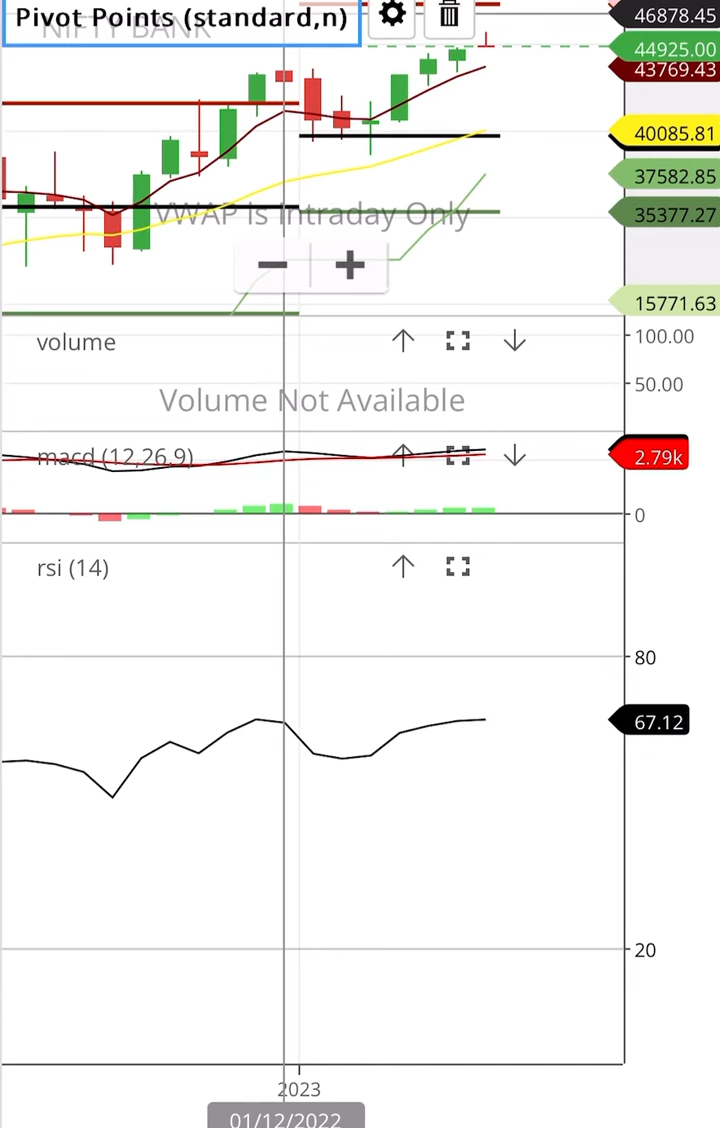 Pivot Points (standard,n)
NIFTY BANK
46878.45
44925.00
43769.43
40085.81
37582.85
VWAP is Intraday Only
35377.27
15771.63
volume
100.00
50.00
Volume Not Available
macd (12,26,9)
2.79k
0
rsi (14)
80
67.12
20
2023
01/12/2022